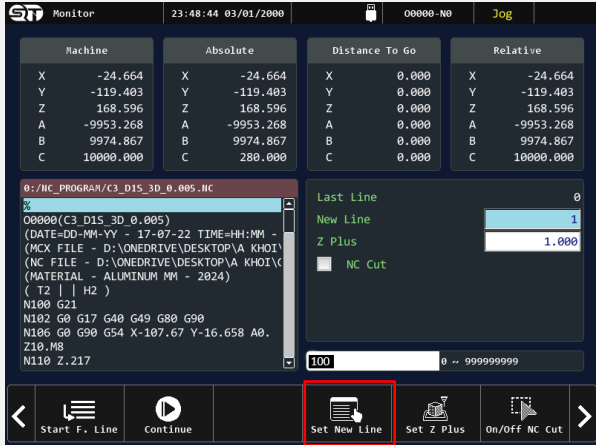 Monitor 23:48:44 03/01/2000 O0000-N0 Jog
Machine Absolute Distance To Go Relative
X -24.664 X -24.664 X 0.000 X -24.664
Y -119.403 Y -119.403 Y 0.000 Y -119.403
Z 168.596 Z 168.596 Z 0.000 Z 168.596
A -9953.268 A -9953.268 A 0.000 A -9953.268
B 9974.867 B 9974.867 B 0.000 B 9974.867
C 10000.000 C 280.000 C 0.000 C 10000.000
0:/NC_PROGRAM/C3_D1S_3D_0.005.NC
%
O0000(C3_D1S_3D_0.005)
(DATE=DD-MM-YY - 17-07-22 TIME=HH:MM -
(MCX FILE - D:\ONEDRIVE\DESKTOP\A KHOI\
(NC FILE - D:\ONEDRIVE\DESKTOP\A KHOI\C
(MATERIAL - ALUMINUM MM - 2024)
( T2 | | H2 )
N100 G21
N102 G0 G17 G40 G49 G80 G90
N106 G0 G90 G54 X-107.67 Y-16.658 A0.
Z10.M8
N110 Z.217
Last Line 0
New Line 1
Z Plus 1.000
NC Cut
100 0 ~ 999999999
Start F. Line Continue Set New Line Set Z Plus On/Off NC Cut